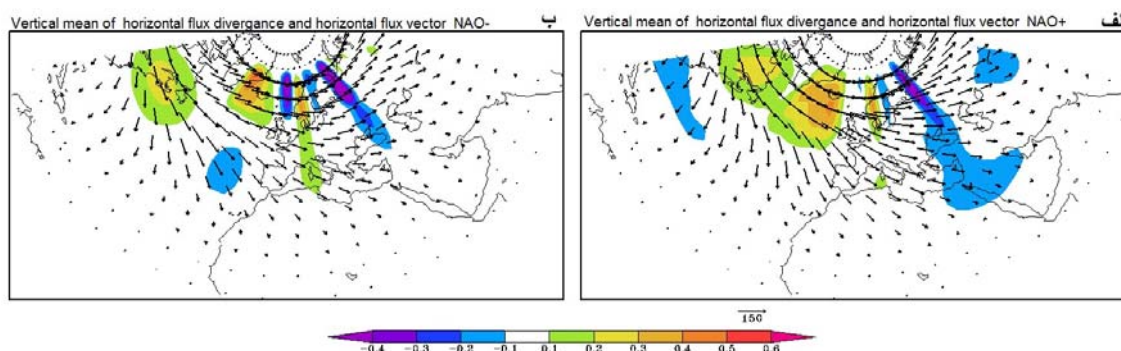 Vertical mean of horizontal flux divergance and horizontal flux vector NAO- ب
Vertical mean of horizontal flux divergance and horizontal flux vector NAO+ الف
150
-0.4 -0.3 -0.2 -0.1 0.1 0.2 0.3 0.4 0.5 0.6